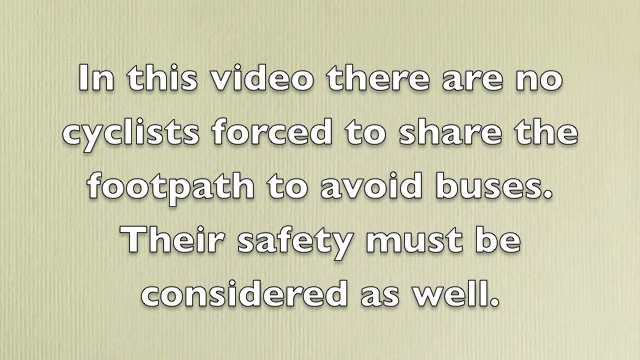 In this video there are no
cyclists forced to share the
footpath to avoid buses.
Their safety must be
considered as well.